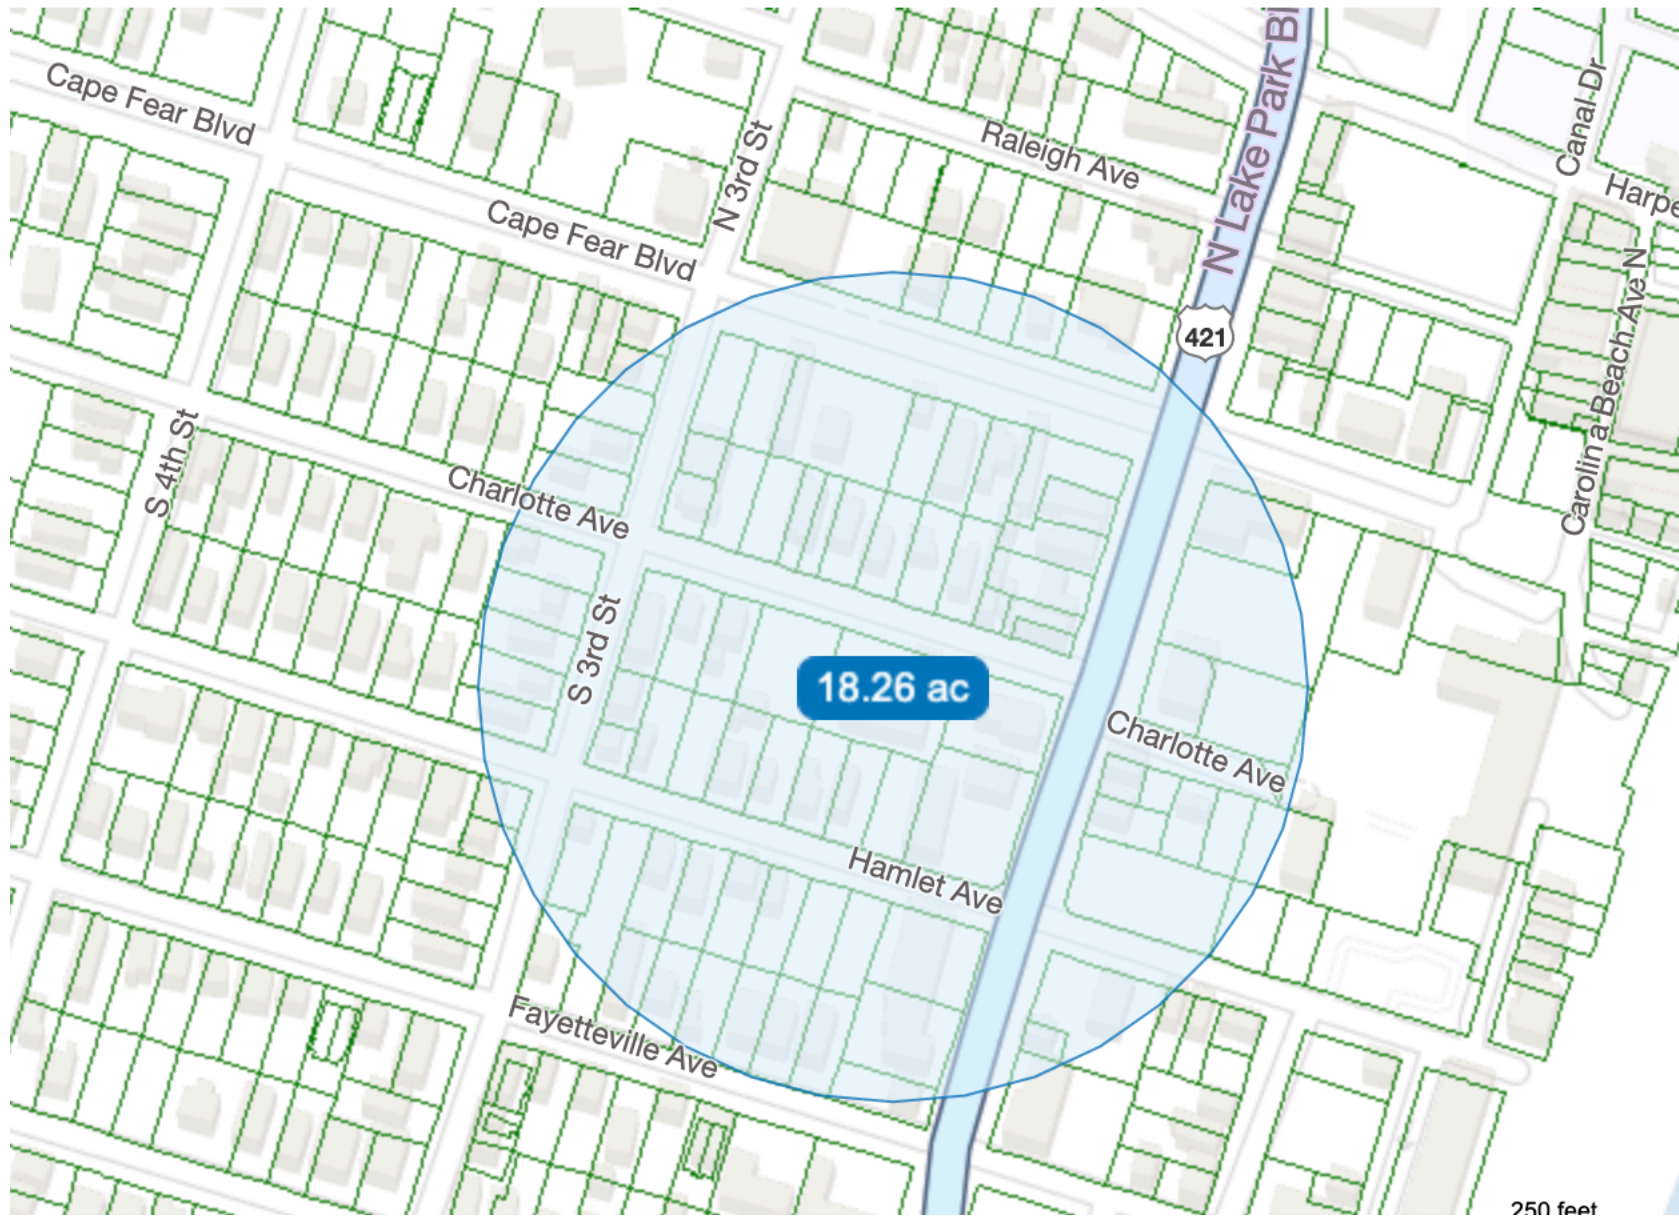 Cape Fear Blvd
Cape Fear Blvd
N 3rd St
Raleigh Ave
N Lake Park Bl
Canal Dr
Harpe
421
Carolina Beach Ave N
S 4th St
Charlotte Ave
S 3rd St
18.26 ac
Charlotte Ave
Hamlet Ave
Fayetteville Ave
250 feet